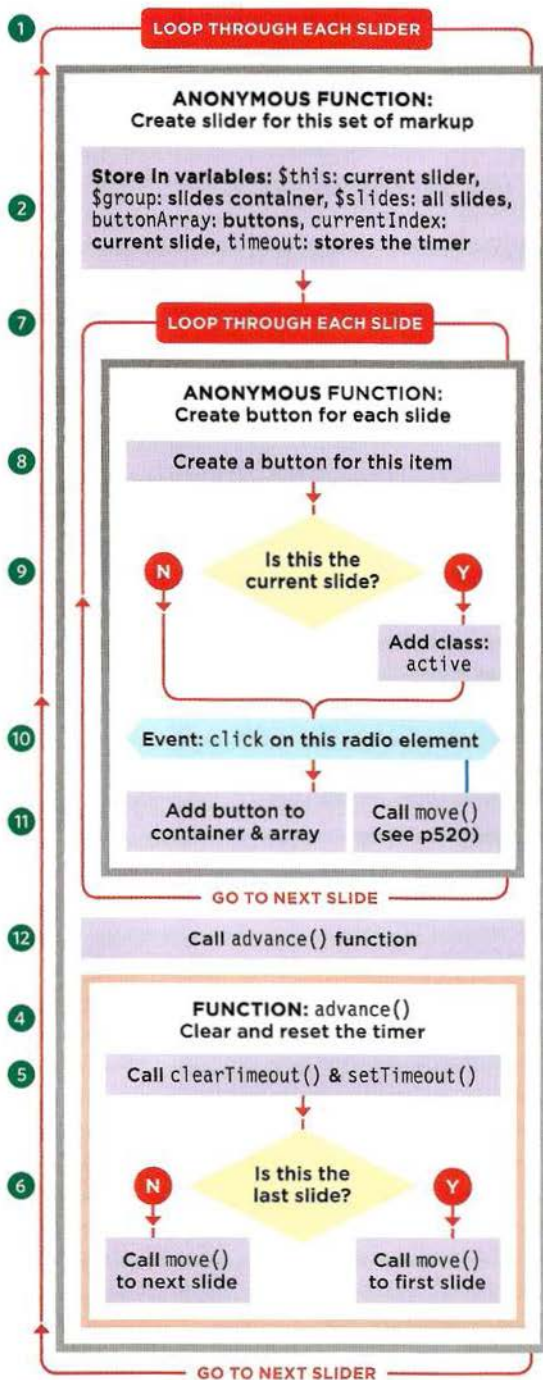 1
LOOP THROUGH EACH SLIDER
ANONYMOUS FUNCTION:
Create slider for this set of markup
2
Store in variables: $this: current slider,
$group: slides container, $slides: all slides,
buttonArray: buttons, currentIndex:
current slide, timeout: stores the timer
7
LOOP THROUGH EACH SLIDE
ANONYMOUS FUNCTION:
Create button for each slide
8
Create a button for this item
9
N
Is this the
current slide?
Y
Add class:
active
10
Event: click on this radio element
11
Add button to
container & array
Call move()
(see p520)
GO TO NEXT SLIDE
12
Call advance() function
4
FUNCTION: advance()
Clear and reset the timer
5
Call clearTimeout() & setTimeout()
6
N
Is this the
last slide?
Y
Call move()
to next slide
Call move()
to first slide
GO TO NEXT SLIDER